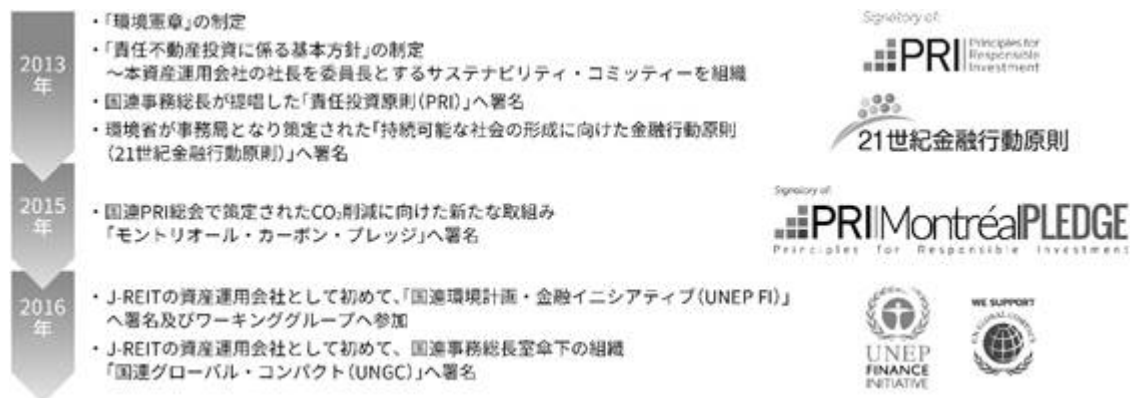 2013
年
・「環境憲章」の制定
・「責任不動産投資に係る基本方針」の制定
～本資産運用会社の社長を委員長とするサステナビリティ・コミッティーを組織
・国連事務総長が提唱した「責任投資原則（PRI）」へ署名
・環境省が事務局となり策定された「持続可能な社会の形成に向けた金融行動原則
（21世紀金融行動原則）」へ署名
Signatory of:
PRI Principles for
Responsible
Investment
21世紀金融行動原則
2015
年
・国連PRI総会で策定されたCO₂削減に向けた新たな取組み
「モントリオール・カーボン・プレッジ」へ署名
Signatory of:
PRI MontréalPLEDGE
Principles for Responsible Investment
2016
年
・J-REITの資産運用会社として初めて、「国連環境計画・金融イニシアティブ（UNEP FI）」
へ署名及びワーキンググループへ参加
・J-REITの資産運用会社として初めて、国連事務総長室傘下の組織
「国連グローバル・コンパクト（UNGC）」へ署名
UNEP
FINANCE
INITIATIVE
WE SUPPORT